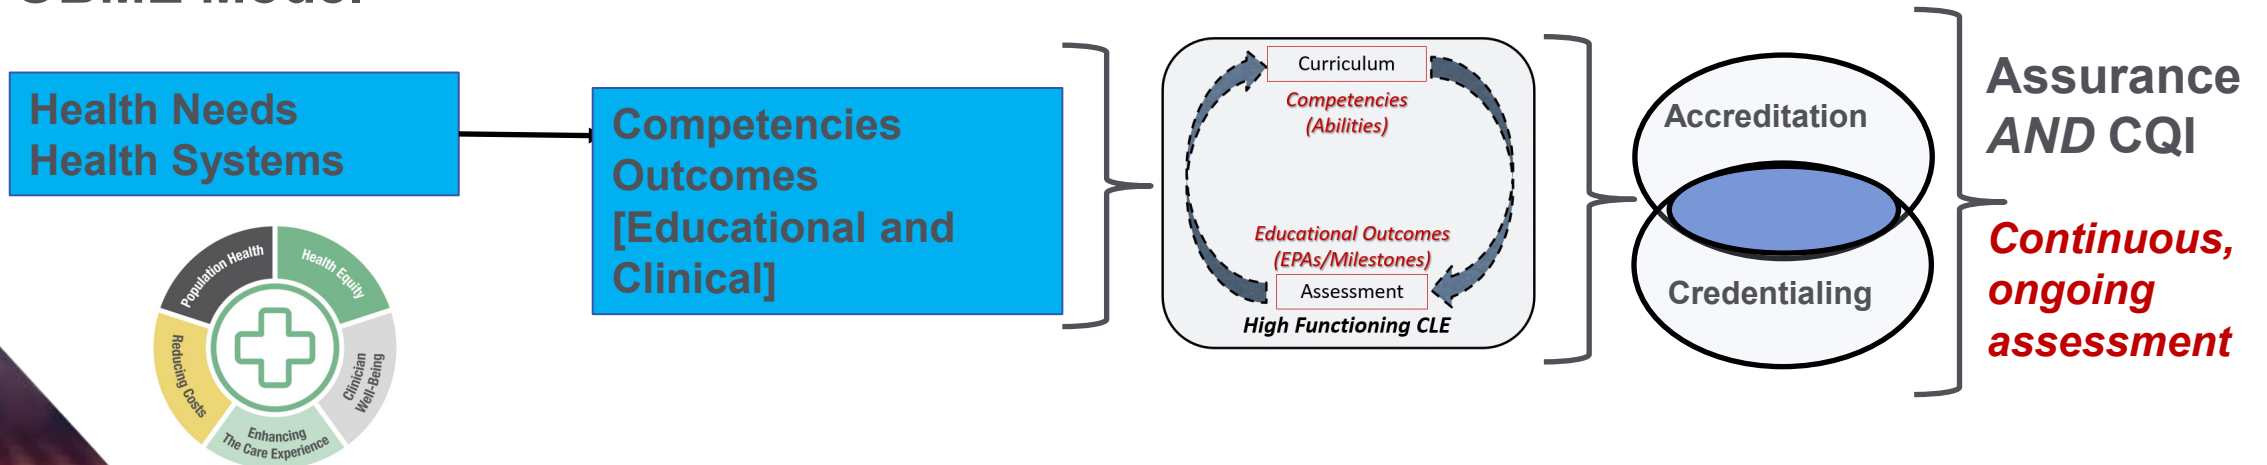 Health Needs
Health Systems
Population Health
Health Equity
Reducing Costs
Clinician
Well-Being
Enhancing
The Care Experience
Competencies
Outcomes
[Educational and
Clinical]
Curriculum
Competencies
(Abilities)
Educational Outcomes
(EPAs/Milestones)
Assessment
High Functioning CLE
Accreditation
Credentialing
Assurance
AND CQI
Continuous,
ongoing
assessment